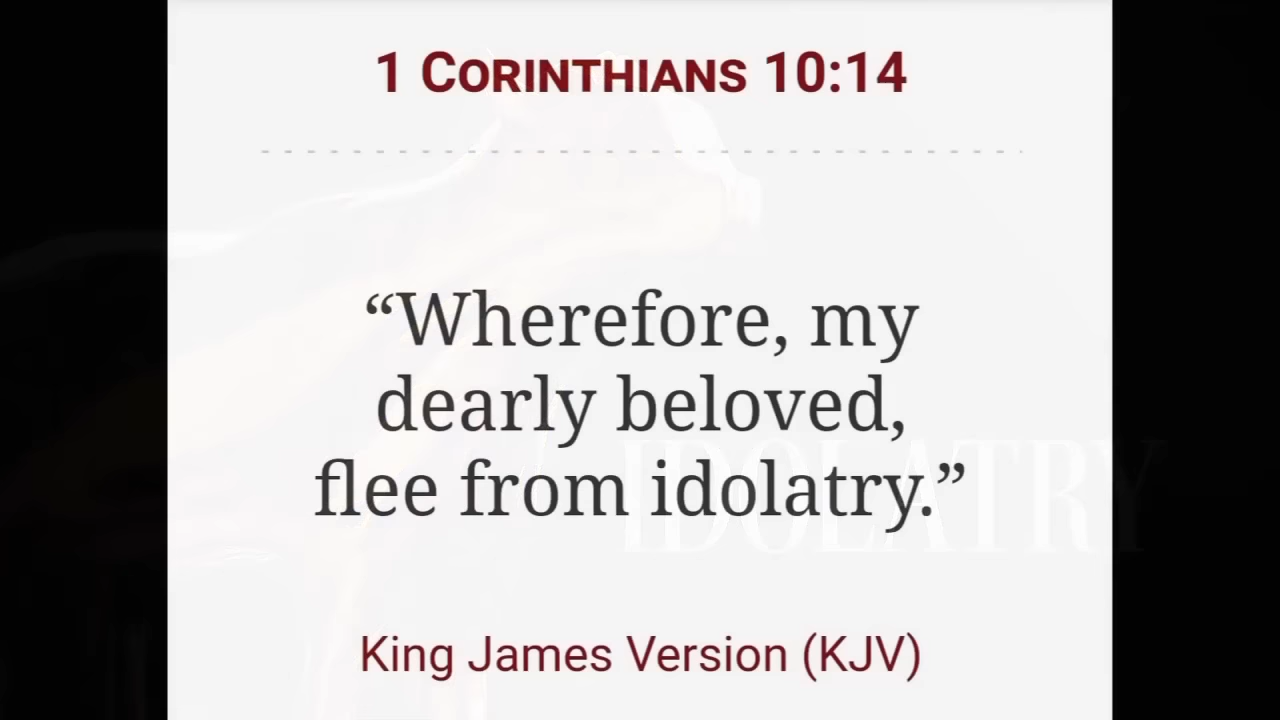 1 CORINTHIANS 10:14
“Wherefore, my
dearly beloved,
flee from idolatry.”
IDOLATRY
King James Version (KJV)